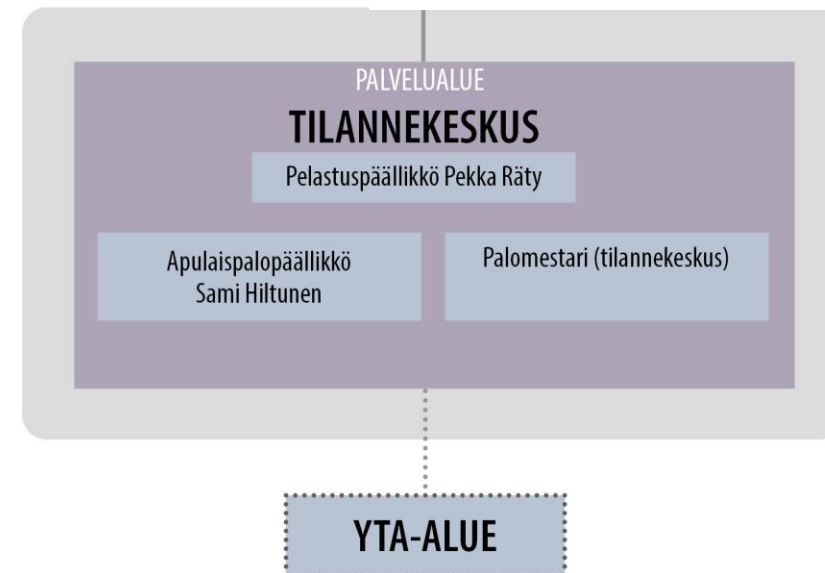 PALVELUALUE
TILANNEKESKUS
Pelastuspäällikkö Pekka Räty
Apulaispalopäällikkö
Sami Hiltunen
Palomestari (tilannekeskus)
YTA-ALUE